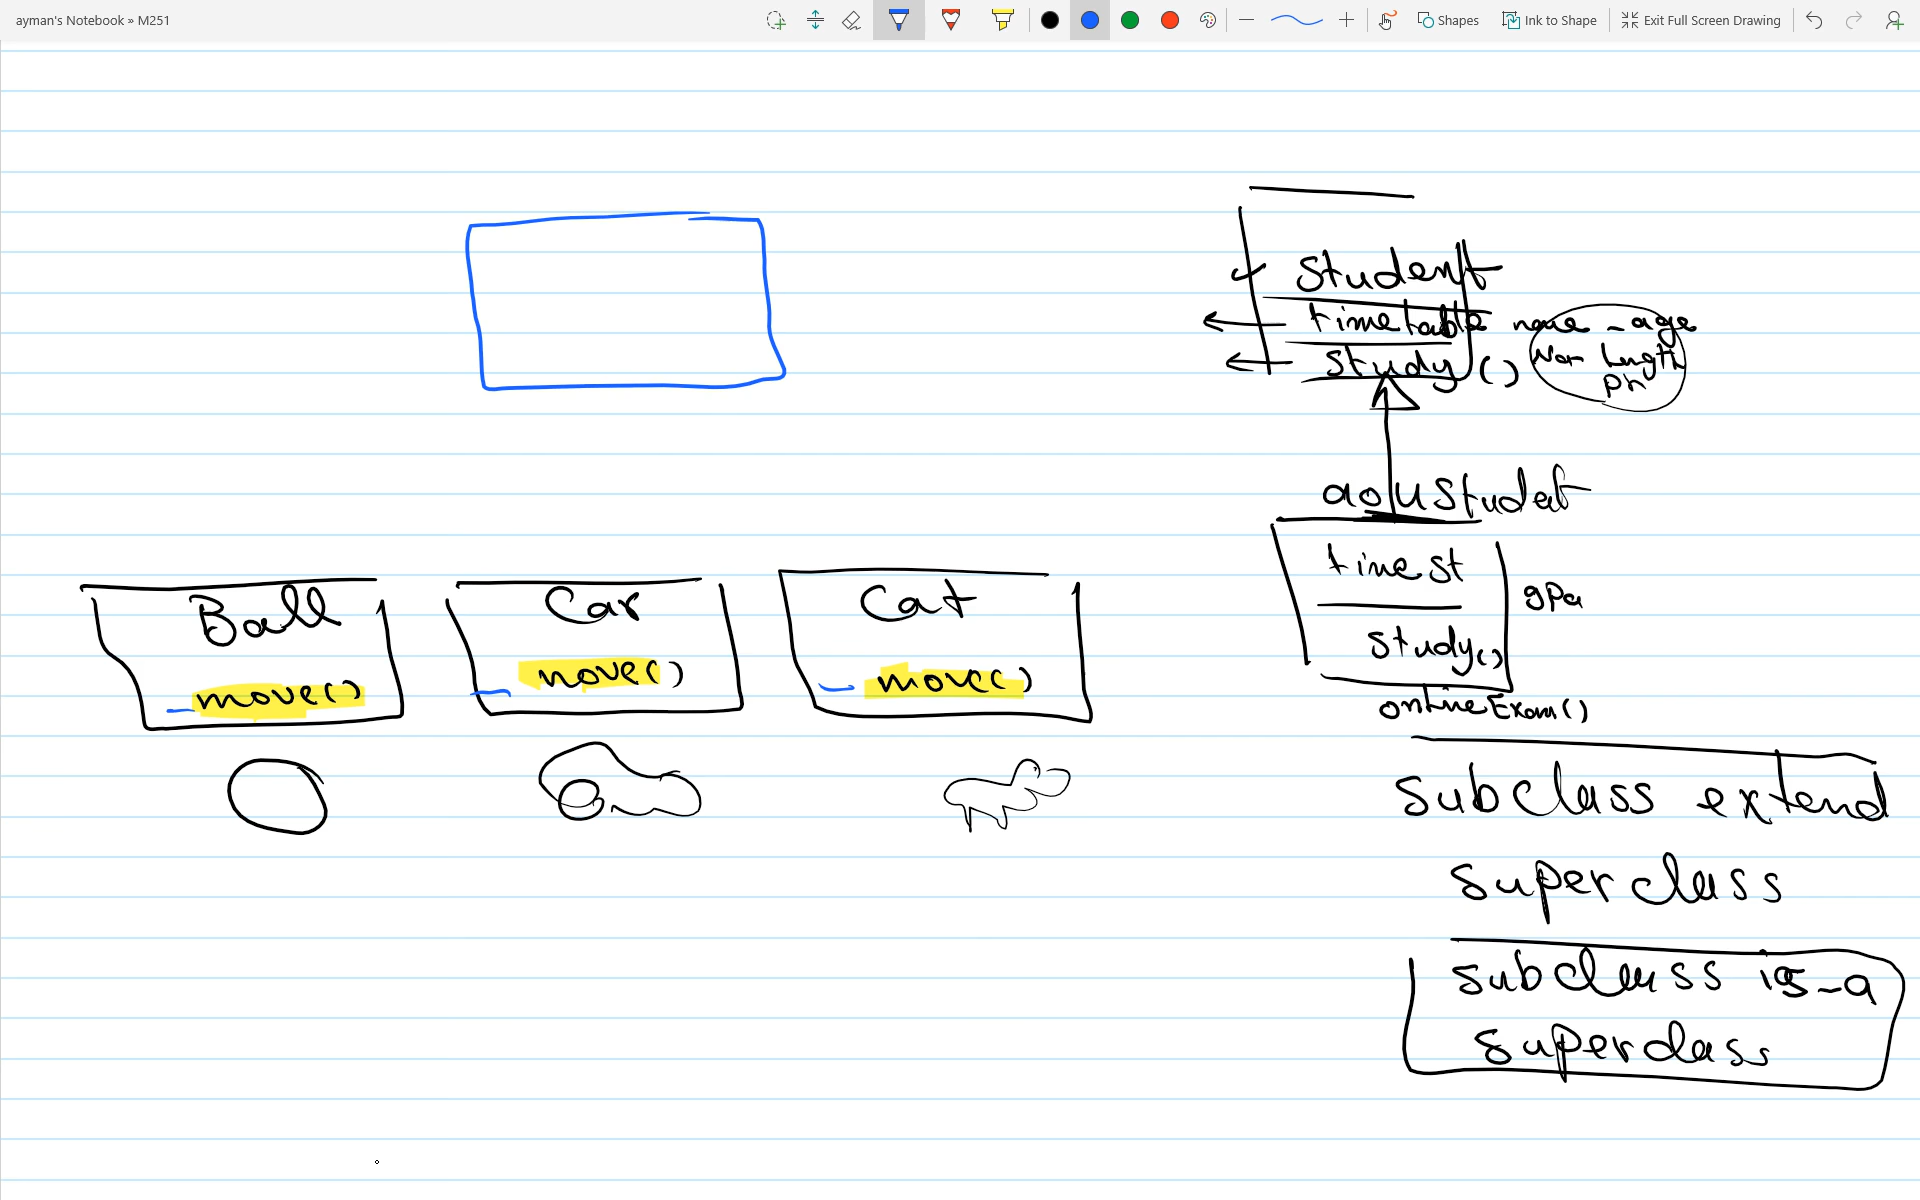 ayman's Notebook » M251
Shapes
Ink to Shape
Exit Full Screen Drawing
Student
timetable name - age
study()
Length
aouStudet
time st
gpa
study()
onlineExam()
Ball
move()
Car
move()
Cat
move()
subclass extend
superclass
subclass is-a
superclass